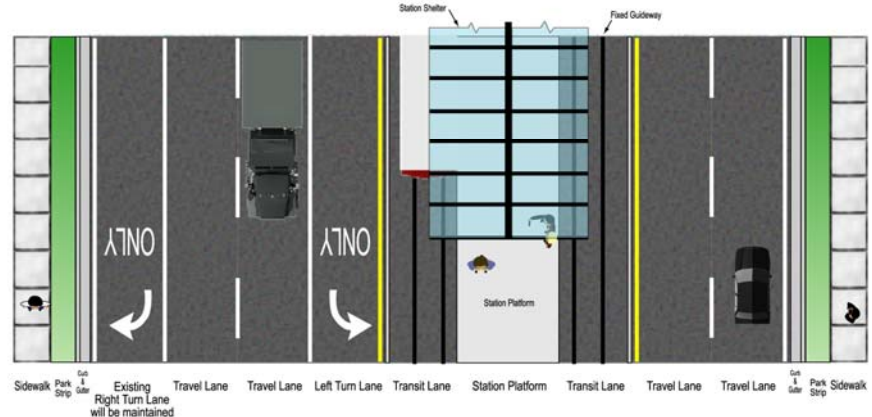 Station Shelter
Fixed Guideway
ONLY
ONLY
Station Platform
Sidewalk
Park
Strip
Curb
&
Gutter
Existing
Right Turn Lane
will be maintained
Travel Lane
Travel Lane
Left Turn Lane
Transit Lane
Station Platform
Transit Lane
Travel Lane
Travel Lane
Curb
&
Gutter
Park
Strip
Sidewalk